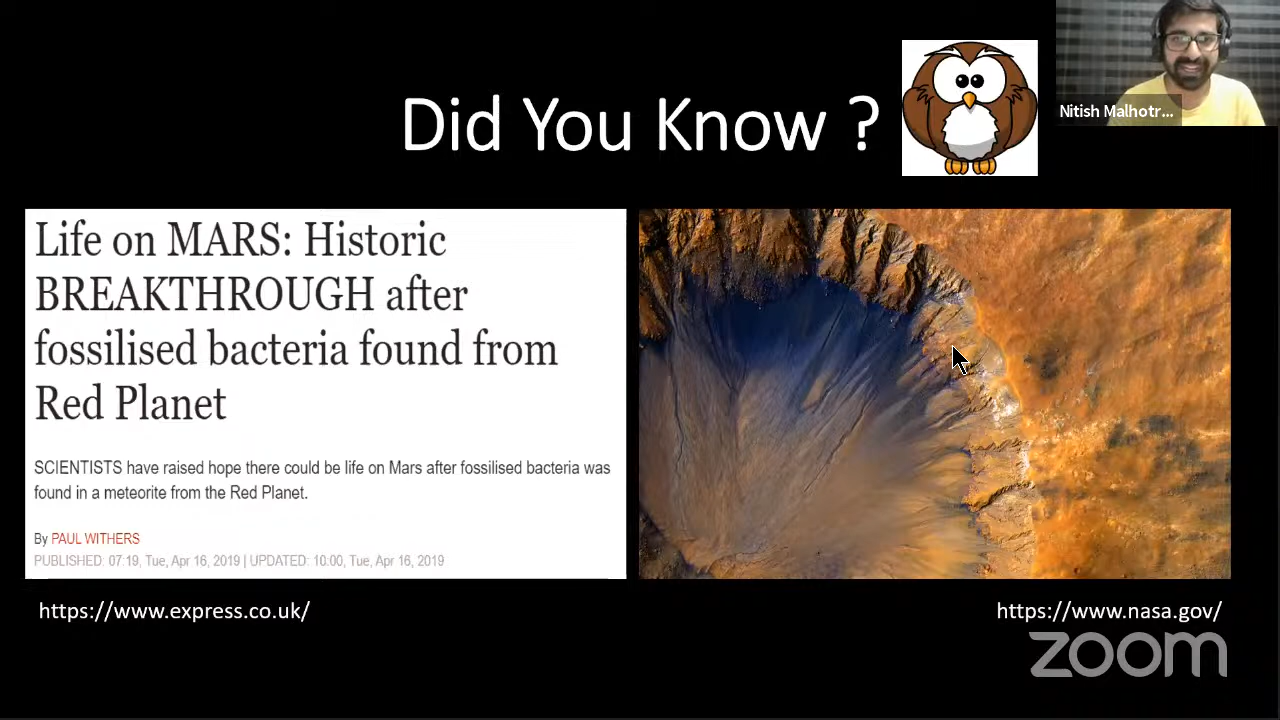 Did You Know ?
Nitish Malhotr...
Life on MARS: Historic
BREAKTHROUGH after
fossilised bacteria found from
Red Planet
SCIENTISTS have raised hope there could be life on Mars after fossilised bacteria was
found in a meteorite from the Red Planet.
By PAUL WITHERS
PUBLISHED: 07:19, Tue, Apr 16, 2019 | UPDATED: 10:00, Tue, Apr 16, 2019
https://www.express.co.uk/
https://www.nasa.gov/
zoom